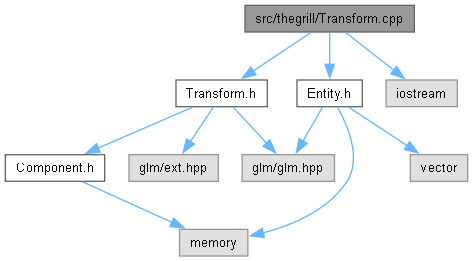 src/thegrill/Transform.cpp
Transform.h
Entity.h
iostream
Component.h
glm/ext.hpp
glm/glm.hpp
vector
memory